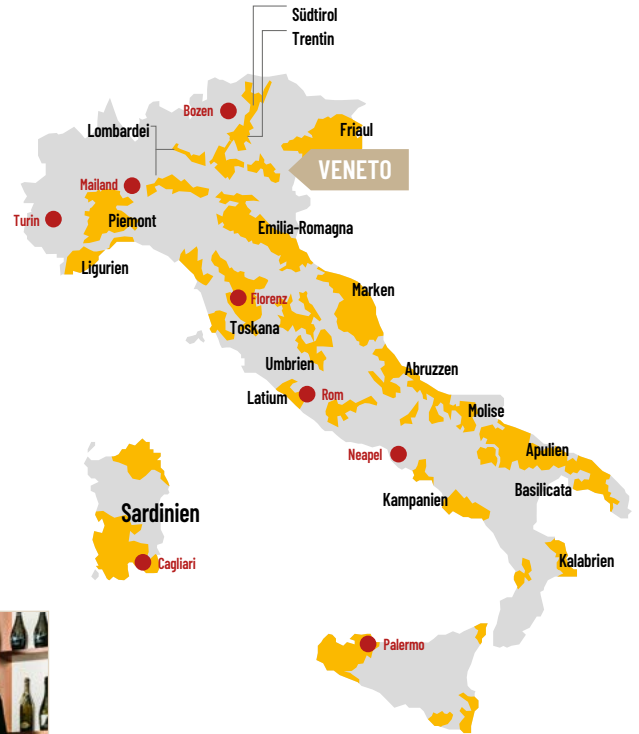 Südtirol
Trentin
Bozen
Lombardei
Friaul
VENETO
Mailand
Turin
Piemont
Emilia-Romagna
Ligurien
Marken
Florenz
Toskana
Umbrien
Abruzzen
Latium
Rom
Molise
Neapel
Apulien
Basilicata
Kampanien
Sardinien
Kalabrien
Cagliari
Palermo